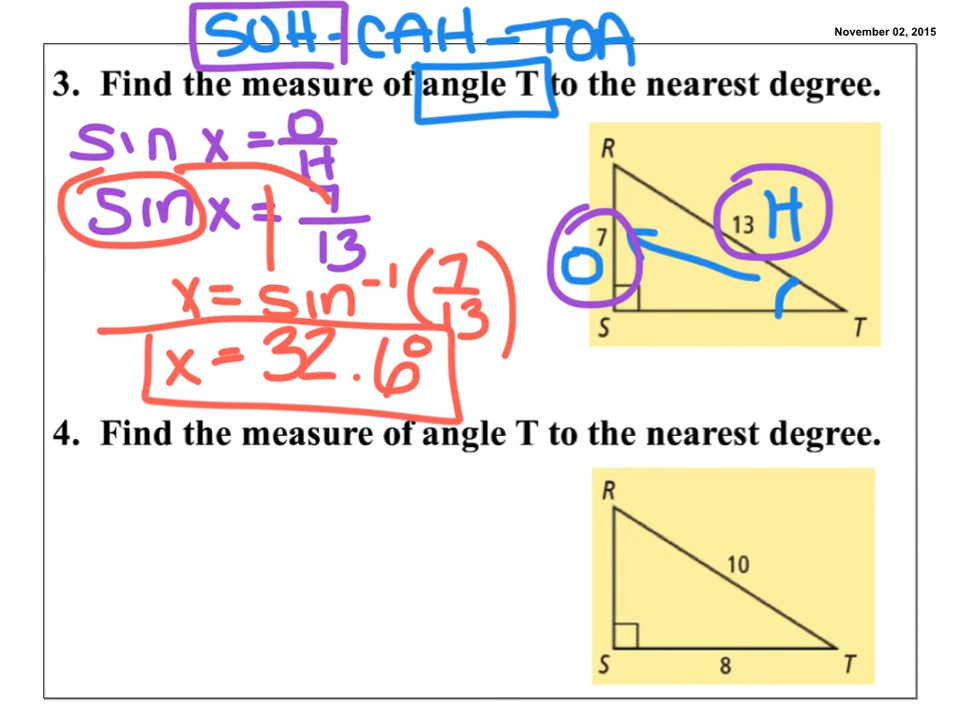 November 02, 2015
SOH-CAH-TOA
3. Find the measure of angle T to the nearest degree.
sin x = O/H
sin x = 7/13
x = sin⁻¹(7/13)
x = 32.6°
R
13 H
7
O
S
T
4. Find the measure of angle T to the nearest degree.
R
10
S 8 T